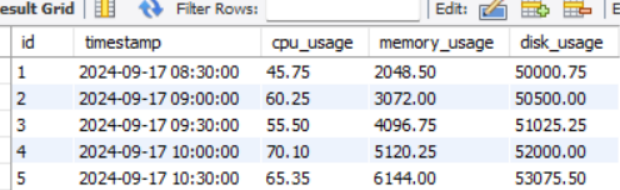 esult Grid Filter Rows: Edit:
id timestamp cpu_usage memory_usage disk_usage
1 2024-09-17 08:30:00 45.75 2048.50 50000.75
2 2024-09-17 09:00:00 60.25 3072.00 50500.00
3 2024-09-17 09:30:00 55.50 4096.75 51025.25
4 2024-09-17 10:00:00 70.10 5120.25 52000.00
5 2024-09-17 10:30:00 65.35 6144.00 53075.50